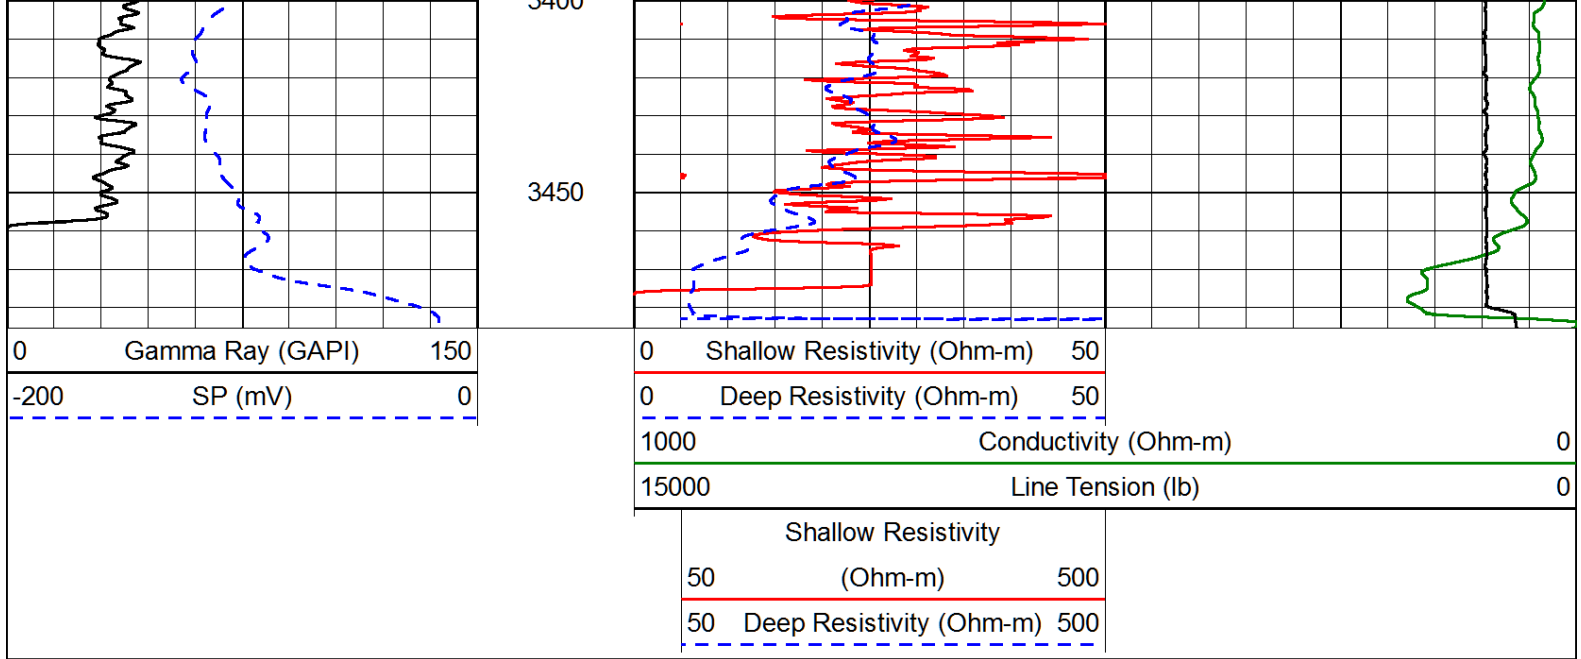 3400
3450
0 Gamma Ray (GAPI) 150
-200 SP (mV) 0
0 Shallow Resistivity (Ohm-m) 50
0 Deep Resistivity (Ohm-m) 50
1000 Conductivity (Ohm-m) 0
15000 Line Tension (lb) 0
Shallow Resistivity
50 (Ohm-m) 500
50 Deep Resistivity (Ohm-m) 500